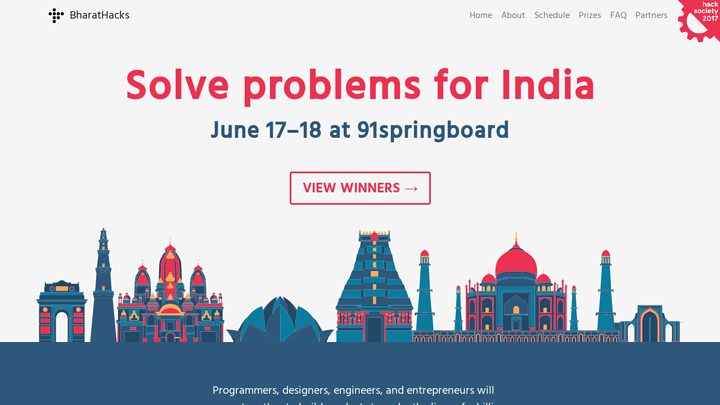 BharatHacks
Home About Schedule Prizes FAQ Partners
hack
society
2017
Solve problems for India
June 17–18 at 91springboard
VIEW WINNERS →
Programmers, designers, engineers, and entrepreneurs will